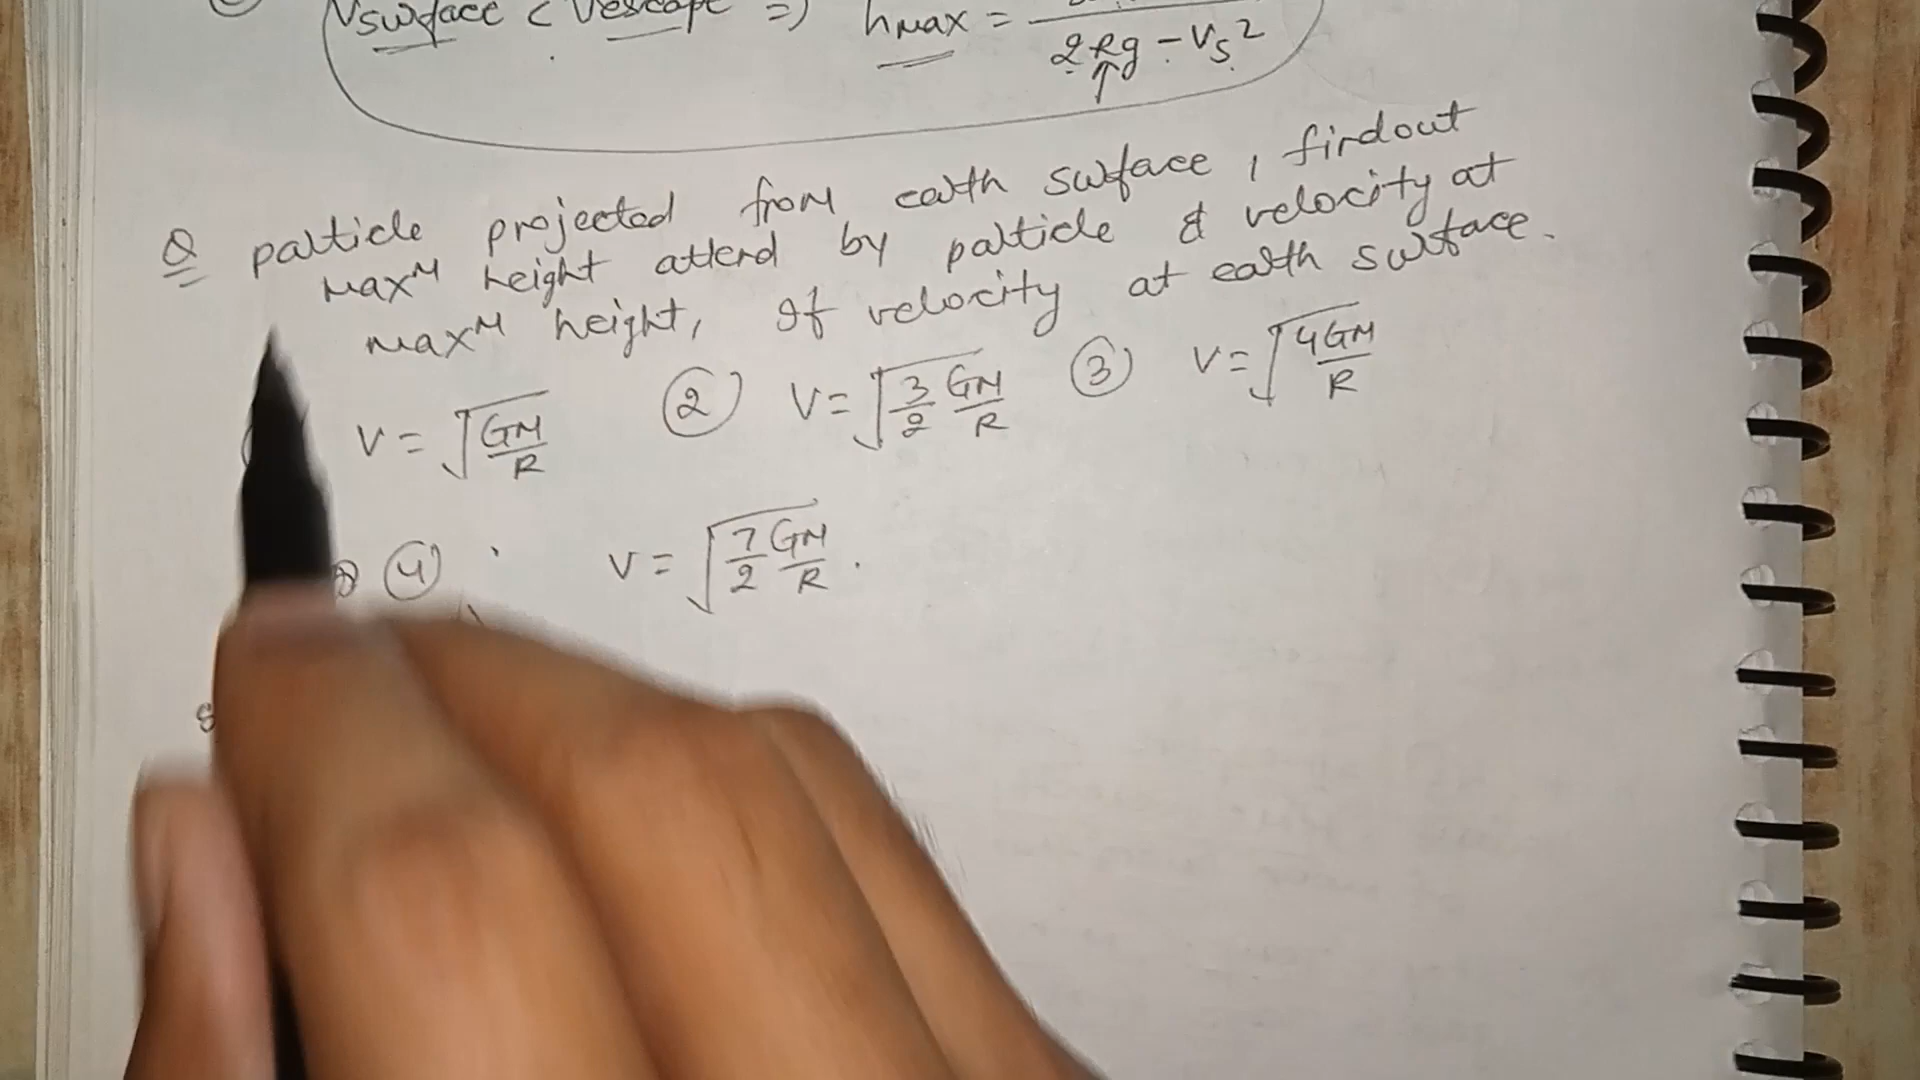 Vsurface < Vescape => hmax =
2Rg - Vs²
Q particle projected from earth surface, findout
maxᴹ height attend by particle & velocity at
maxᴹ height, If velocity at earth surface.
V = √GM/R ② V = √3/2 GM/R ③ V = √4GM/R
④ V = √7/2 GM/R .